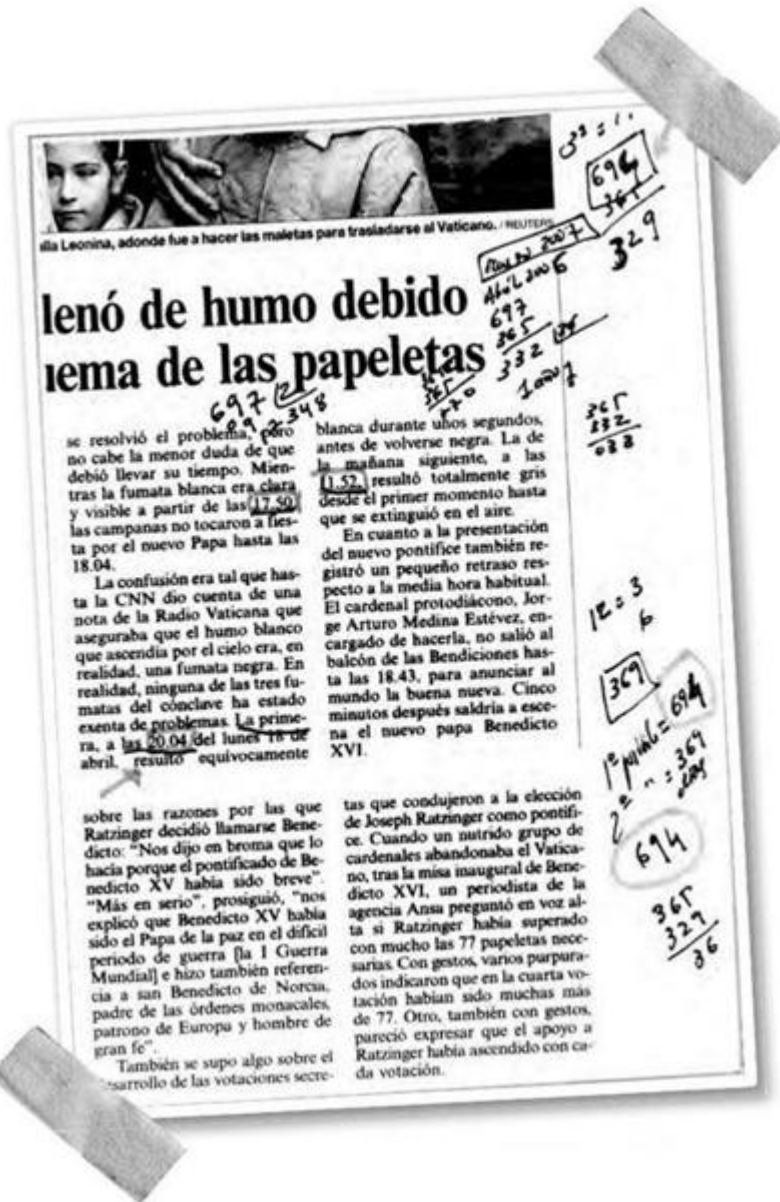 illa Leonina, adonde fue a hacer las maletas para trasladarse al Vaticano. / REUTERS
lenó de humo debido
uema de las papeletas
se resolvió el problema, pero
no cabe la menor duda de que
debió llevar su tiempo. Mien-
tras la fumata blanca era clara
y visible a partir de las 17.50,
las campanas no tocaron a fies-
ta por el nuevo Papa hasta las
18.04.
La confusión era tal que has-
ta la CNN dio cuenta de una
nota de la Radio Vaticana que
aseguraba que el humo blanco
que ascendía por el cielo era, en
realidad, una fumata negra. En
realidad, ninguna de las tres fu-
matas del cónclave ha estado
exenta de problemas. La prime-
ra, a las 20.04 del lunes 18 de
abril, resultó equívocamente
blanca durante unos segundos,
antes de volverse negra. La de
la mañana siguiente, a las
11.52, resultó totalmente gris
desde el primer momento hasta
que se extinguió en el aire.
En cuanto a la presentación
del nuevo pontífice también re-
gistró un pequeño retraso res-
pecto a la media hora habitual.
El cardenal protodiácono, Jor-
ge Arturo Medina Estévez, en-
cargado de hacerla, no salió al
balcón de las Bendiciones has-
ta las 18.43, para anunciar al
mundo la buena nueva. Cinco
minutos después saldría a esce-
na el nuevo papa Benedicto
XVI.
sobre las razones por las que
Ratzinger decidió llamarse Bene-
dicto: "Nos dijo en broma que lo
hacía porque el pontificado de Be-
nedicto XV había sido breve".
"Más en serio", prosiguió, "nos
explicó que Benedicto XV había
sido el Papa de la paz en el difícil
periodo de guerra [la I Guerra
Mundial] e hizo también referen-
cia a san Benedicto de Norcia,
padre de las órdenes monacales,
patrono de Europa y hombre de
gran fe".
También se supo algo sobre el
esarrollo de las votaciones secre-
tas que condujeron a la elección
de Joseph Ratzinger como pontífi-
ce. Cuando un nutrido grupo de
cardenales abandonaba el Vatica-
no, tras la misa inaugural de Bene-
dicto XVI, un periodista de la
agencia Ansa preguntó en voz al-
ta si Ratzinger había superado
con mucho las 77 papeletas nece-
sarias. Con gestos, varios purpura-
dos indicaron que en la cuarta vo-
tación habían sido muchas más
de 77. Otro, también con gestos,
pareció expresar que el apoyo a
Ratzinger había ascendido con ca-
da votación.
694
365
329
2007
Abril 2006
697
365
332
697 2
09 348
365
332
033
12 = 3
6
369
694
= 369
694
365
329
36